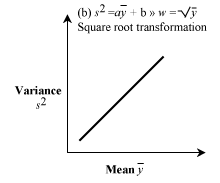 (b) s² =aȳ + b » w = √ȳ
Square root transformation
Variance
s²
Mean ȳ